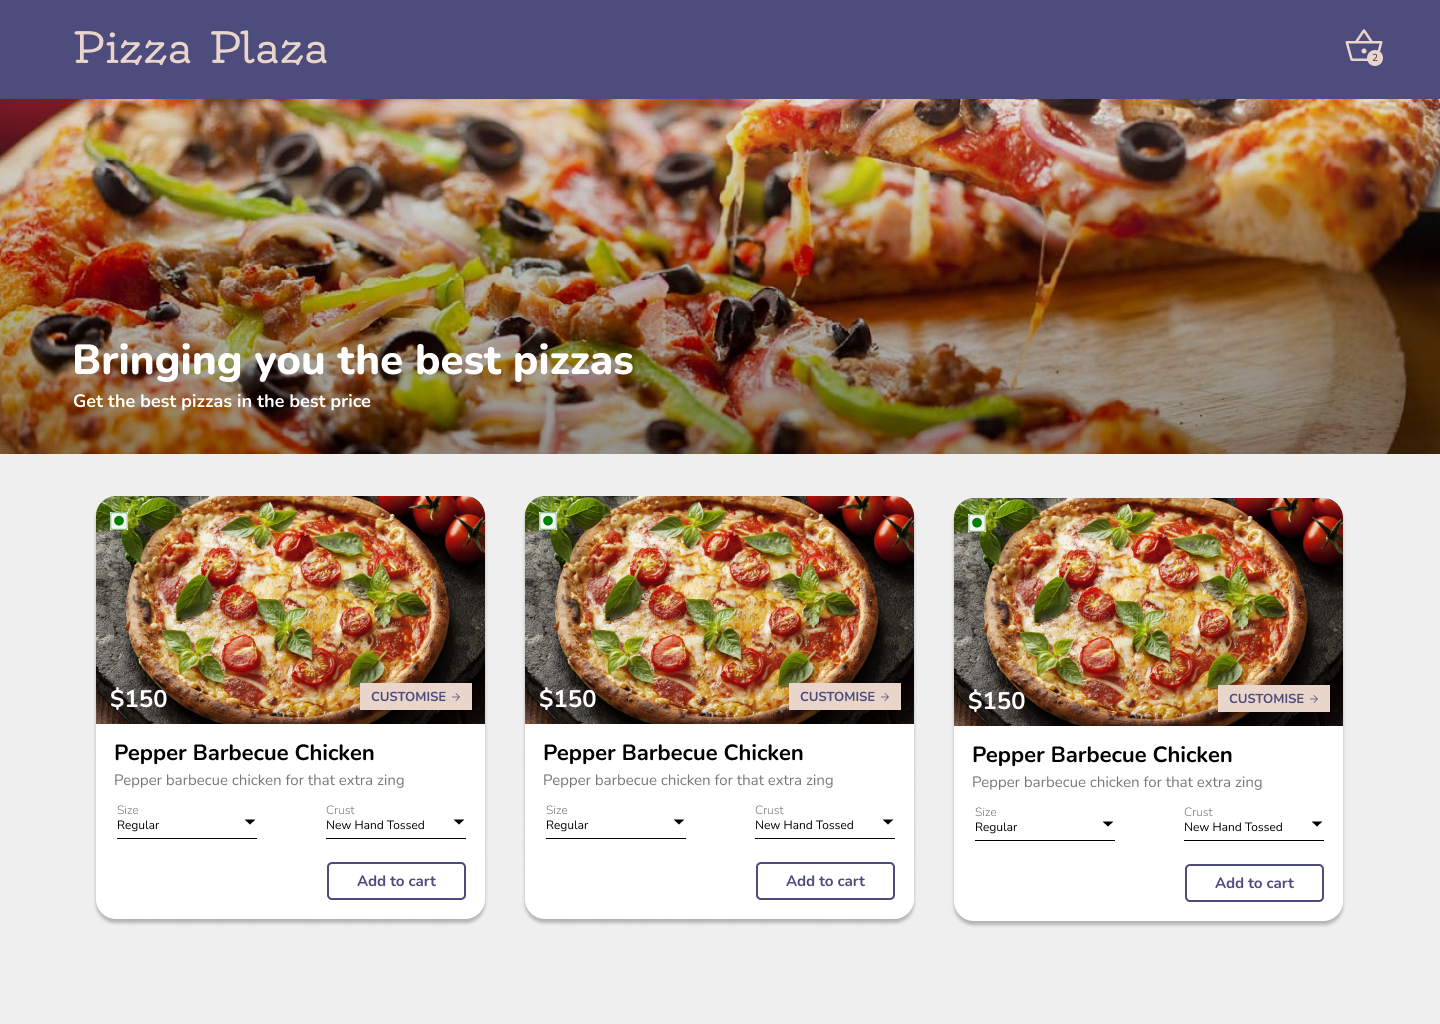 Pizza Plaza
2
Bringing you the best pizzas
Get the best pizzas in the best price
$150
CUSTOMISE →
Pepper Barbecue Chicken
Pepper barbecue chicken for that extra zing
Size
Regular
Crust
New Hand Tossed
Add to cart
$150
CUSTOMISE →
Pepper Barbecue Chicken
Pepper barbecue chicken for that extra zing
Size
Regular
Crust
New Hand Tossed
Add to cart
$150
CUSTOMISE →
Pepper Barbecue Chicken
Pepper barbecue chicken for that extra zing
Size
Regular
Crust
New Hand Tossed
Add to cart